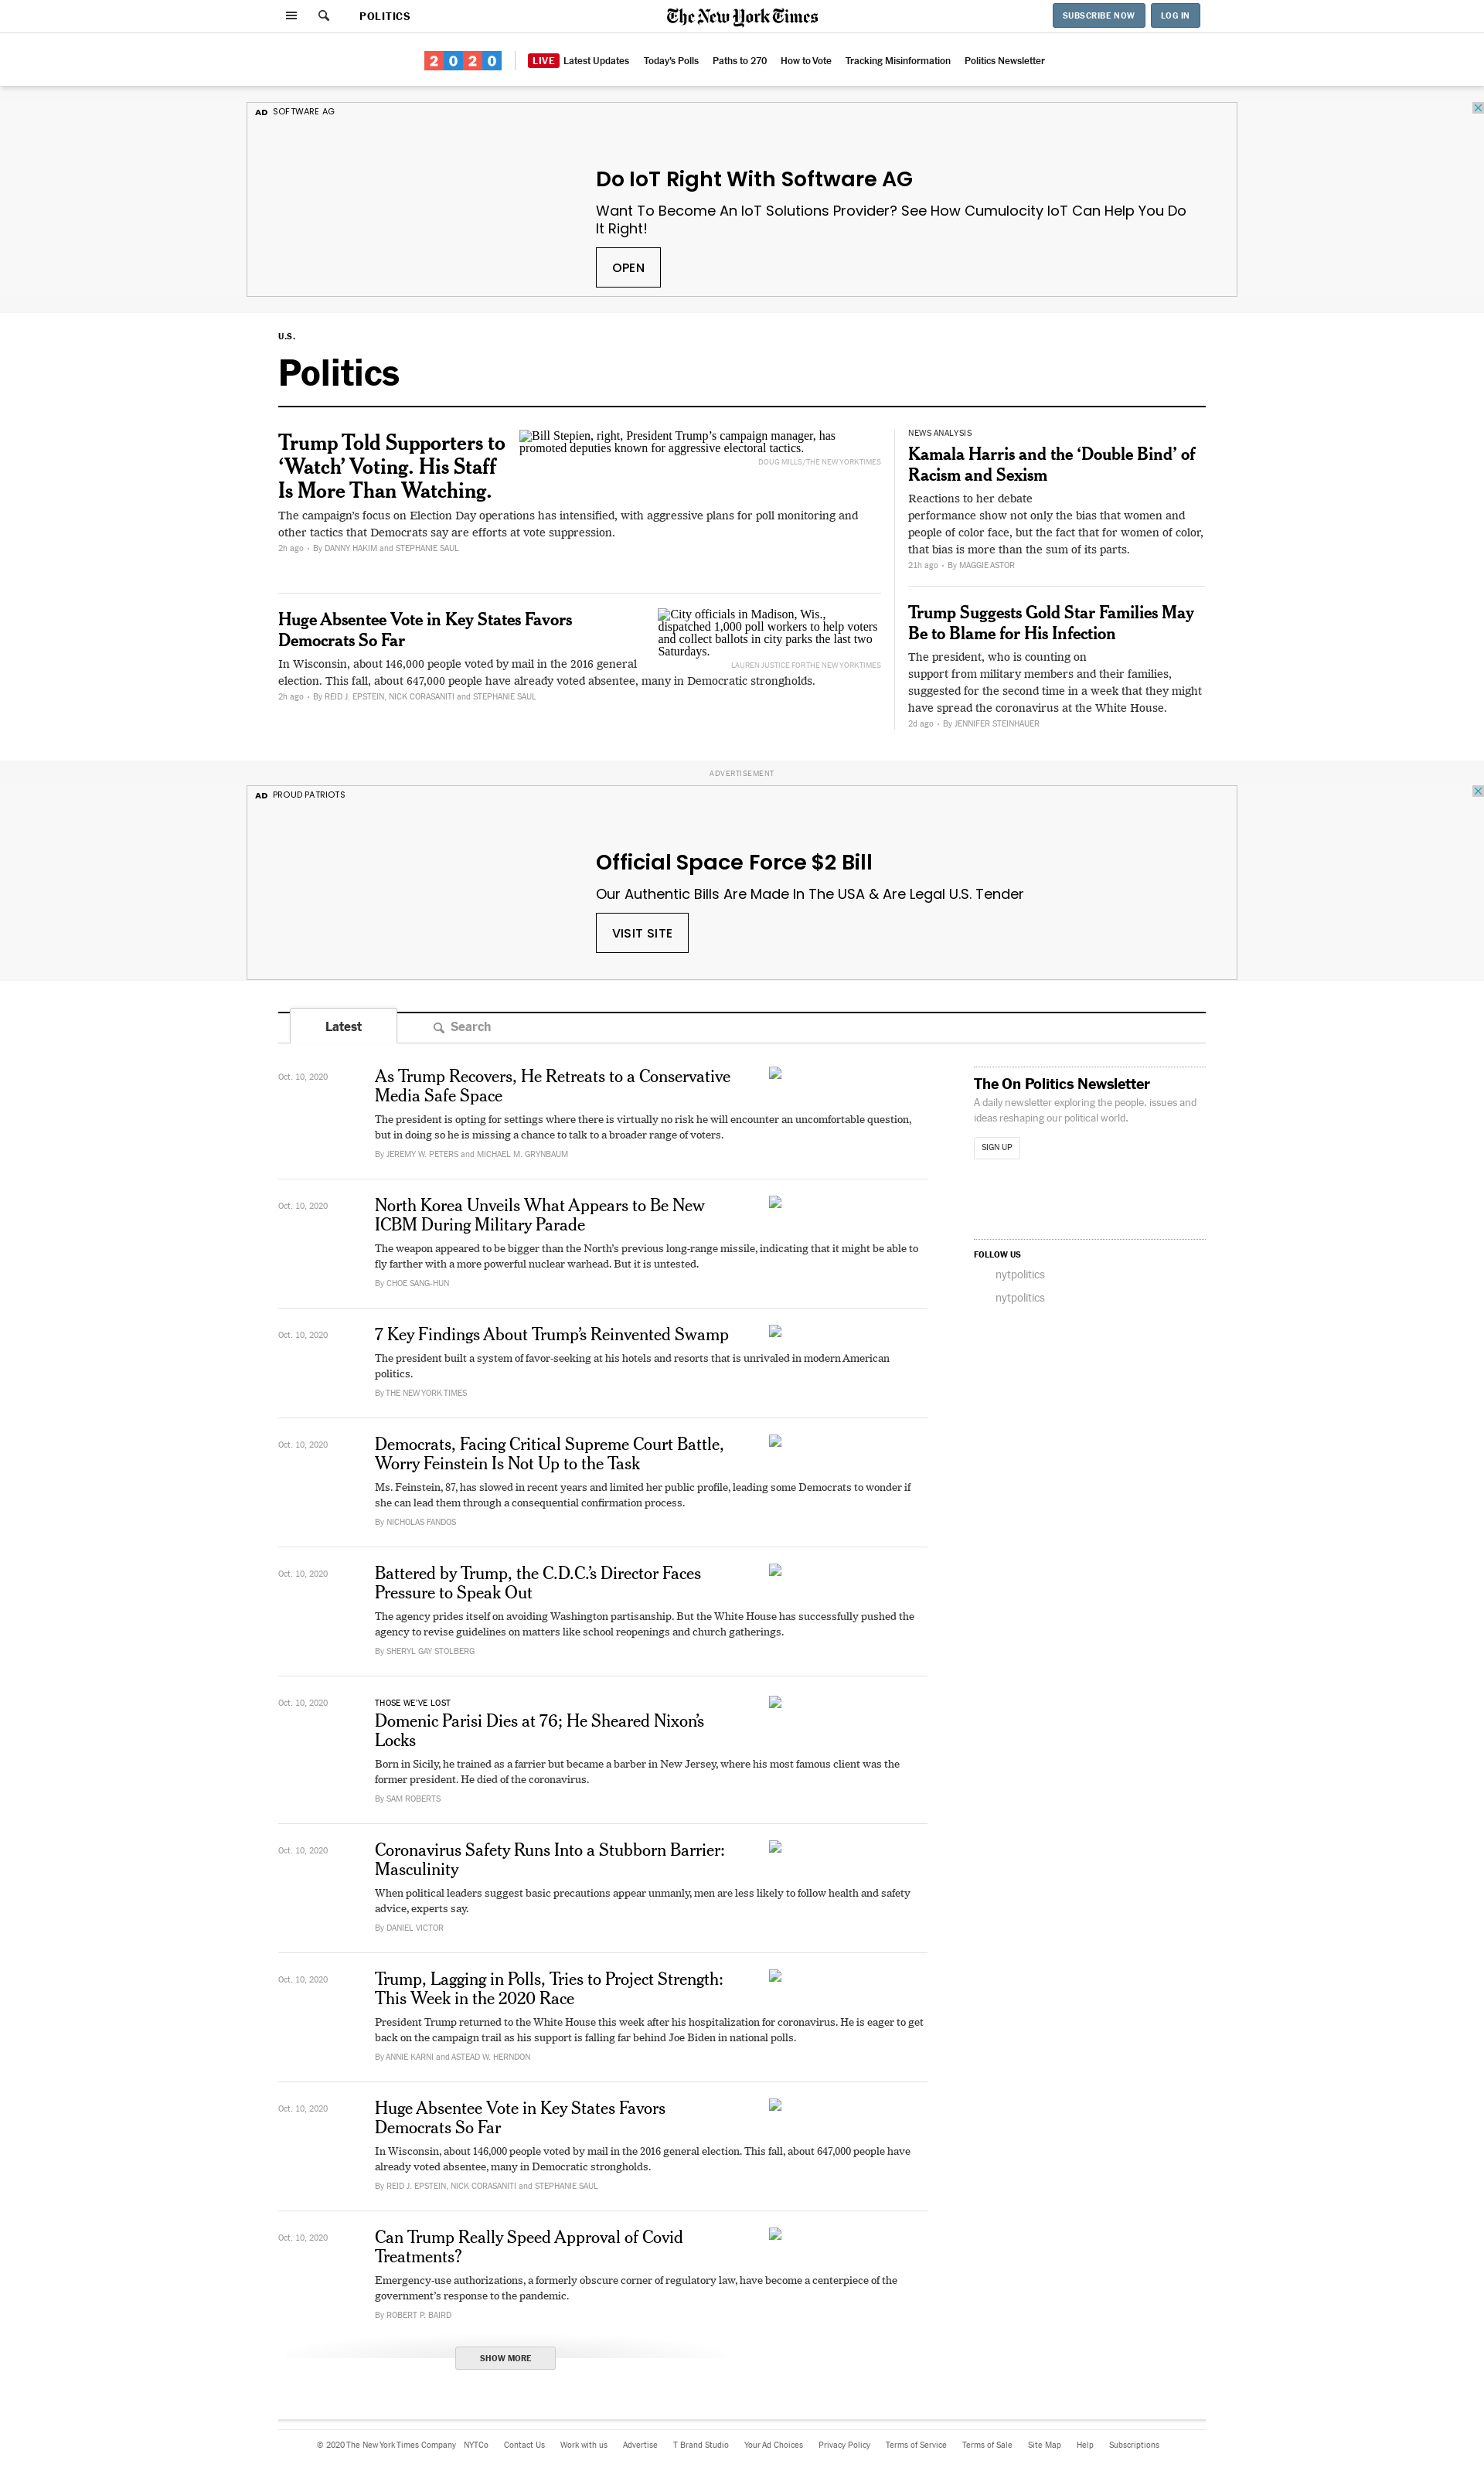 POLITICS
The New York Times
SUBSCRIBE NOW
LOG IN
2020
LIVE Latest Updates
Today's Polls
Paths to 270
How to Vote
Tracking Misinformation
Politics Newsletter
AD SOFTWARE AG
Do IoT Right With Software AG
Want To Become An IoT Solutions Provider? See How Cumulocity IoT Can Help You Do
It Right!
OPEN
U.S.
Politics
Trump Told Supporters to
‘Watch’ Voting. His Staff
Is More Than Watching.
Bill Stepien, right, President Trump’s campaign manager, has
promoted deputies known for aggressive electoral tactics.
DOUG MILLS/THE NEW YORK TIMES
The campaign’s focus on Election Day operations has intensified, with aggressive plans for poll monitoring and
other tactics that Democrats say are efforts at vote suppression.
2h ago • By DANNY HAKIM and STEPHANIE SAUL
Huge Absentee Vote in Key States Favors
Democrats So Far
City officials in Madison, Wis.,
dispatched 1,000 poll workers to help voters
and collect ballots in city parks the last two
Saturdays.
LAUREN JUSTICE FOR THE NEW YORK TIMES
In Wisconsin, about 146,000 people voted by mail in the 2016 general
election. This fall, about 647,000 people have already voted absentee, many in Democratic strongholds.
2h ago • By REID J. EPSTEIN, NICK CORASANITI and STEPHANIE SAUL
NEWS ANALYSIS
Kamala Harris and the ‘Double Bind’ of
Racism and Sexism
Reactions to her debate
performance show not only the bias that women and
people of color face, but the fact that for women of color,
that bias is more than the sum of its parts.
21h ago • By MAGGIE ASTOR
Trump Suggests Gold Star Families May
Be to Blame for His Infection
The president, who is counting on
support from military members and their families,
suggested for the second time in a week that they might
have spread the coronavirus at the White House.
2d ago • By JENNIFER STEINHAUER
ADVERTISEMENT
AD PROUD PATRIOTS
Official Space Force $2 Bill
Our Authentic Bills Are Made In The USA & Are Legal U.S. Tender
VISIT SITE
Latest
Search
Oct. 10, 2020
As Trump Recovers, He Retreats to a Conservative
Media Safe Space
The president is opting for settings where there is virtually no risk he will encounter an uncomfortable question,
but in doing so he is missing a chance to talk to a broader range of voters.
By JEREMY W. PETERS and MICHAEL M. GRYNBAUM
Oct. 10, 2020
North Korea Unveils What Appears to Be New
ICBM During Military Parade
The weapon appeared to be bigger than the North’s previous long-range missile, indicating that it might be able to
fly farther with a more powerful nuclear warhead. But it is untested.
By CHOE SANG-HUN
Oct. 10, 2020
7 Key Findings About Trump’s Reinvented Swamp
The president built a system of favor-seeking at his hotels and resorts that is unrivaled in modern American
politics.
By THE NEW YORK TIMES
Oct. 10, 2020
Democrats, Facing Critical Supreme Court Battle,
Worry Feinstein Is Not Up to the Task
Ms. Feinstein, 87, has slowed in recent years and limited her public profile, leading some Democrats to wonder if
she can lead them through a consequential confirmation process.
By NICHOLAS FANDOS
Oct. 10, 2020
Battered by Trump, the C.D.C.’s Director Faces
Pressure to Speak Out
The agency prides itself on avoiding Washington partisanship. But the White House has successfully pushed the
agency to revise guidelines on matters like school reopenings and church gatherings.
By SHERYL GAY STOLBERG
Oct. 10, 2020
THOSE WE’VE LOST
Domenic Parisi Dies at 76; He Sheared Nixon’s
Locks
Born in Sicily, he trained as a farrier but became a barber in New Jersey, where his most famous client was the
former president. He died of the coronavirus.
By SAM ROBERTS
Oct. 10, 2020
Coronavirus Safety Runs Into a Stubborn Barrier:
Masculinity
When political leaders suggest basic precautions appear unmanly, men are less likely to follow health and safety
advice, experts say.
By DANIEL VICTOR
Oct. 10, 2020
Trump, Lagging in Polls, Tries to Project Strength:
This Week in the 2020 Race
President Trump returned to the White House this week after his hospitalization for coronavirus. He is eager to get
back on the campaign trail as his support is falling far behind Joe Biden in national polls.
By ANNIE KARNI and ASTEAD W. HERNDON
Oct. 10, 2020
Huge Absentee Vote in Key States Favors
Democrats So Far
In Wisconsin, about 146,000 people voted by mail in the 2016 general election. This fall, about 647,000 people have
already voted absentee, many in Democratic strongholds.
By REID J. EPSTEIN, NICK CORASANITI and STEPHANIE SAUL
Oct. 10, 2020
Can Trump Really Speed Approval of Covid
Treatments?
Emergency-use authorizations, a formerly obscure corner of regulatory law, have become a centerpiece of the
government’s response to the pandemic.
By ROBERT P. BAIRD
SHOW MORE
The On Politics Newsletter
A daily newsletter exploring the people, issues and
ideas reshaping our political world.
SIGN UP
FOLLOW US
nytpolitics
nytpolitics
© 2020 The New York Times Company
NYTCo
Contact Us
Work with us
Advertise
T Brand Studio
Your Ad Choices
Privacy Policy
Terms of Service
Terms of Sale
Site Map
Help
Subscriptions